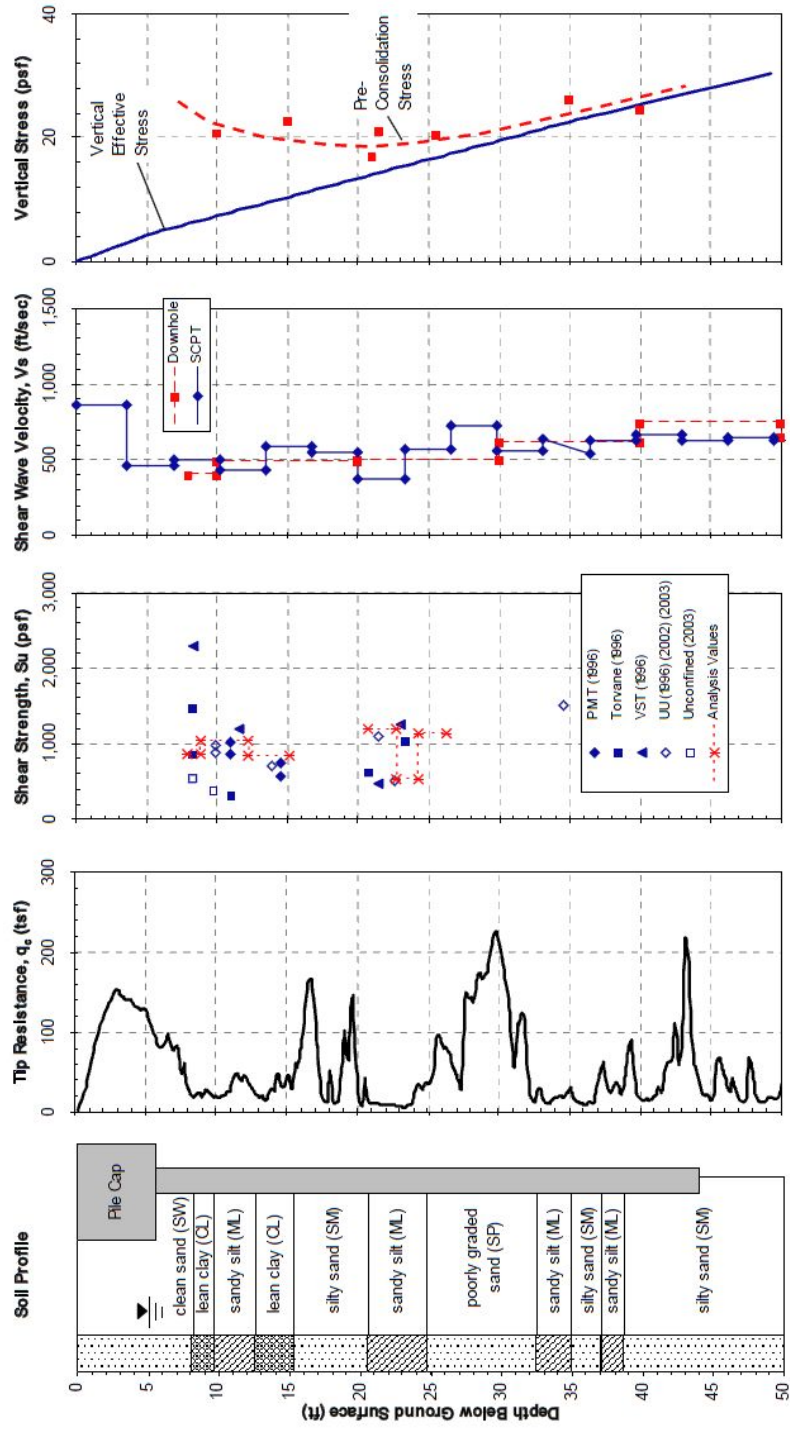 Soil Profile
Tip Resistance, qc (tsf)
Shear Strength, Su (psf)
Shear Wave Velocity, Vs (ft/sec)
Vertical Stress (psf)
0
100
200
300
0
1,000
2,000
3,000
0
500
1,000
1,500
0
20
40
Depth Below Ground Surface (ft)
0
5
10
15
20
25
30
35
40
45
50
Pile Cap
clean sand (SW)
lean clay (CL)
sandy silt (ML)
lean clay (CL)
silty sand (SM)
sandy silt (ML)
poorly graded
sand (SP)
sandy silt (ML)
silty sand (SM)
sandy silt (ML)
silty sand (SM)
PMT (1996)
Torvane (1996)
VST (1996)
UU (1996) (2002) (2003)
Unconfined (2003)
Analysis Values
Downhole
SCPT
Vertical
Effective
Stress
Pre-
Consolidation
Stress